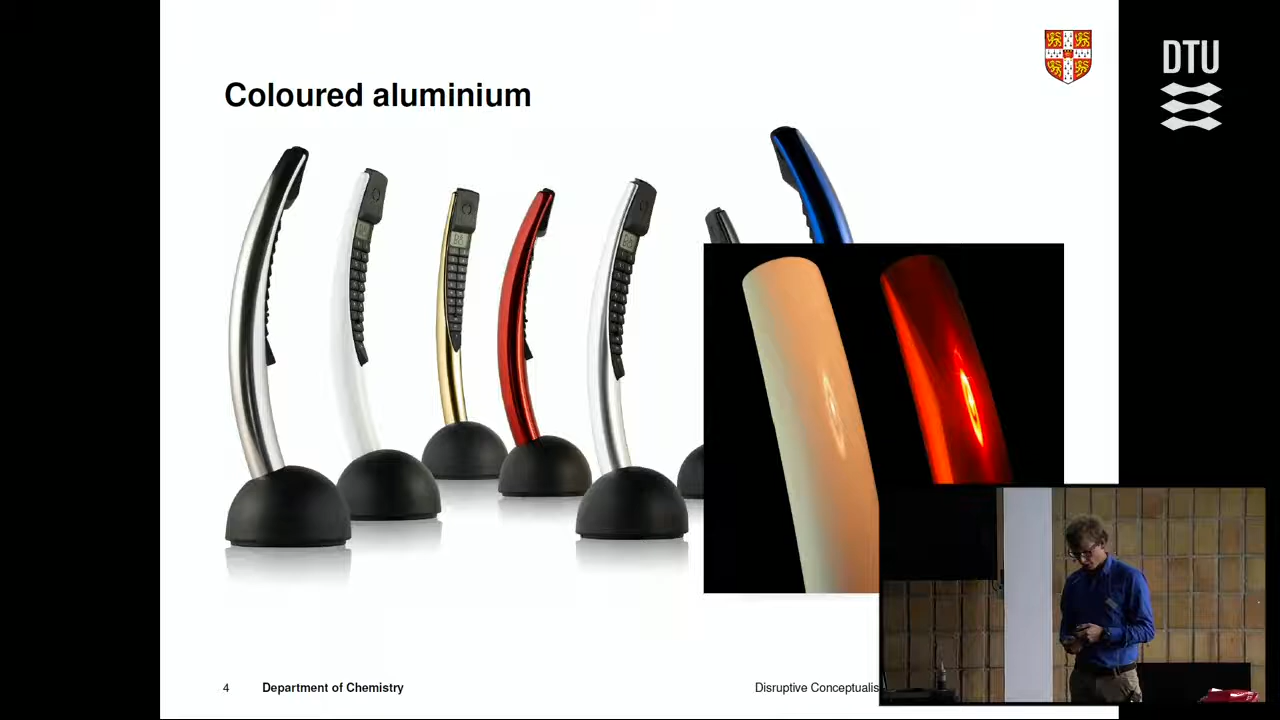 DTU
Coloured aluminium
4 Department of Chemistry
Disruptive Conceptualis